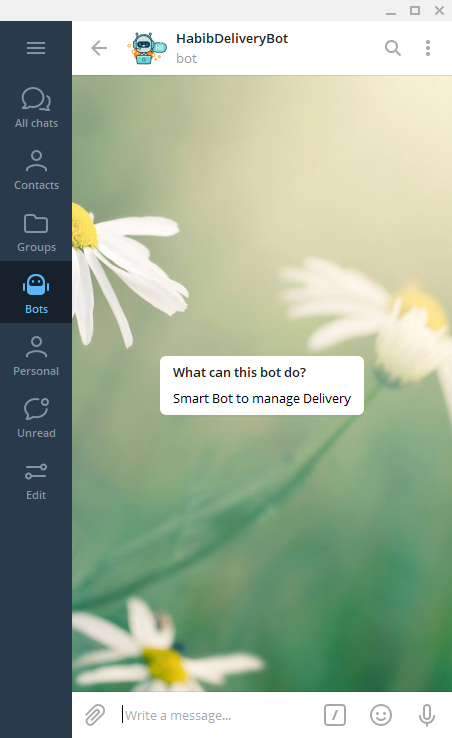 HabibDeliveryBot
bot
All chats
Contacts
Groups
Bots
Personal
Unread
Edit
What can this bot do?
Smart Bot to manage Delivery
Write a message...